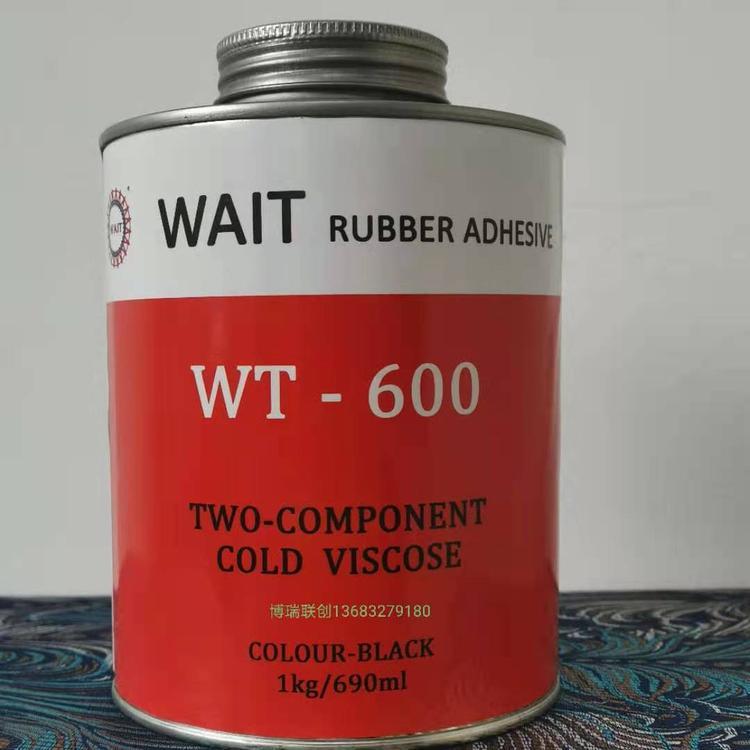 WAIT
WAIT RUBBER ADHESIVE
WT - 600
TWO-COMPONENT
COLD VISCOSE
博瑞联创13683279180
COLOUR-BLACK
1kg/690ml